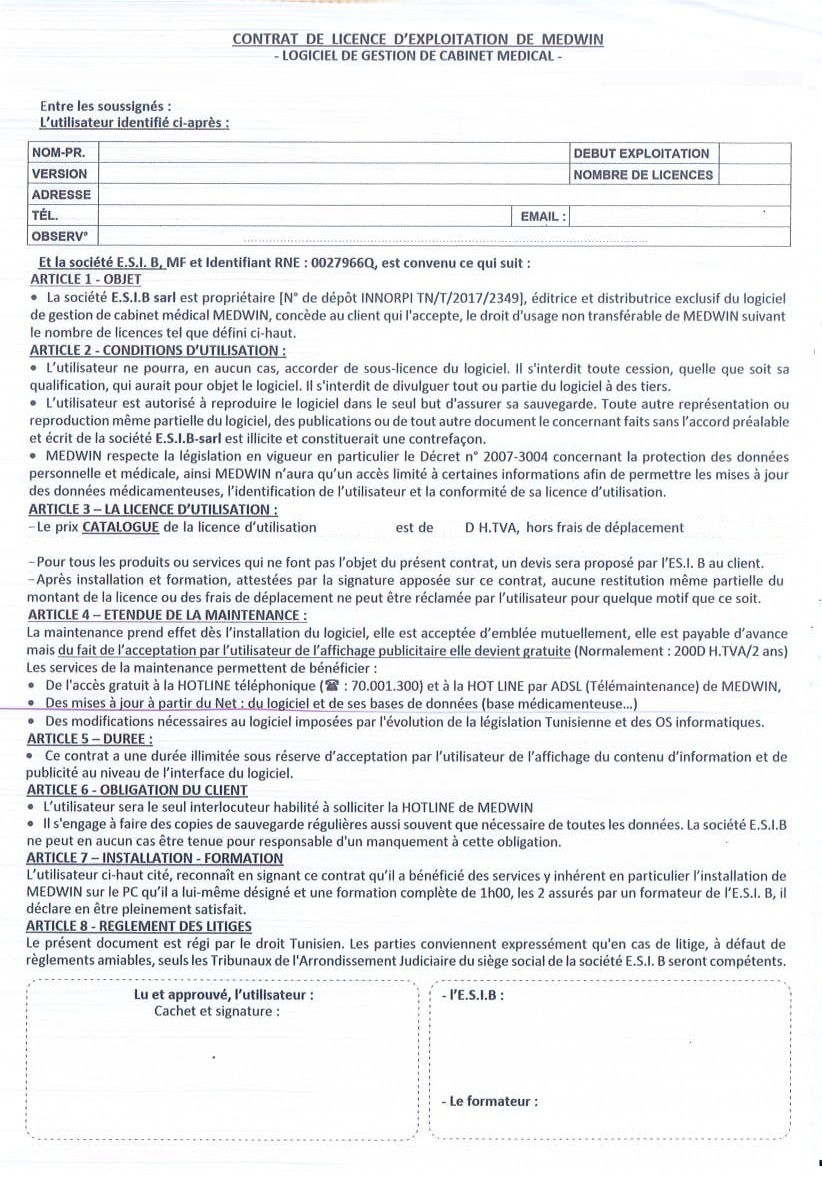 CONTRAT DE LICENCE D'EXPLOITATION DE MEDWIN
- LOGICIEL DE GESTION DE CABINET MEDICAL -
Entre les soussignés :
L'utilisateur identifié ci-après :
NOM-PR. DEBUT EXPLOITATION
VERSION NOMBRE DE LICENCES
ADRESSE
TÉL. EMAIL :
OBSERV° ....................................................................................................
Et la société E.S.I. B, MF et Identifiant RNE : 0027966Q, est convenu ce qui suit :
ARTICLE 1 - OBJET
• La société E.S.I.B sarl est propriétaire [N° de dépôt INNORPI TN/T/2017/2349], éditrice et distributrice exclusif du logiciel
de gestion de cabinet médical MEDWIN, concède au client qui l'accepte, le droit d'usage non transférable de MEDWIN suivant
le nombre de licences tel que défini ci-haut.
ARTICLE 2 - CONDITIONS D'UTILISATION :
• L'utilisateur ne pourra, en aucun cas, accorder de sous-licence du logiciel. Il s'interdit toute cession, quelle que soit sa
qualification, qui aurait pour objet le logiciel. Il s'interdit de divulguer tout ou partie du logiciel à des tiers.
• L'utilisateur est autorisé à reproduire le logiciel dans le seul but d'assurer sa sauvegarde. Toute autre représentation ou
reproduction même partielle du logiciel, des publications ou de tout autre document le concernant faits sans l'accord préalable
et écrit de la société E.S.I.B-sarl est illicite et constituerait une contrefaçon.
• MEDWIN respecte la législation en vigueur en particulier le Décret n° 2007-3004 concernant la protection des données
personnelle et médicale, ainsi MEDWIN n'aura qu'un accès limité à certaines informations afin de permettre les mises à jour
des données médicamenteuses, l'identification de l'utilisateur et la conformité de sa licence d'utilisation.
ARTICLE 3 – LA LICENCE D'UTILISATION :
– Le prix CATALOGUE de la licence d'utilisation est de D H.TVA, hors frais de déplacement
– Pour tous les produits ou services qui ne font pas l'objet du présent contrat, un devis sera proposé par l'ES.I. B au client.
– Après installation et formation, attestées par la signature apposée sur ce contrat, aucune restitution même partielle du
montant de la licence ou des frais de déplacement ne peut être réclamée par l'utilisateur pour quelque motif que ce soit.
ARTICLE 4 – ETENDUE DE LA MAINTENANCE :
La maintenance prend effet dès l'installation du logiciel, elle est acceptée d'emblée mutuellement, elle est payable d'avance
mais du fait de l'acceptation par l'utilisateur de l'affichage publicitaire elle devient gratuite (Normalement : 200D H.TVA/2 ans)
Les services de la maintenance permettent de bénéficier :
• De l'accès gratuit à la HOTLINE téléphonique (☎ : 70.001.300) et à la HOT LINE par ADSL (Télémaintenance) de MEDWIN,
• Des mises à jour à partir du Net : du logiciel et de ses bases de données (base médicamenteuse...)
• Des modifications nécessaires au logiciel imposées par l'évolution de la législation Tunisienne et des OS informatiques.
ARTICLE 5 – DUREE :
• Ce contrat a une durée illimitée sous réserve d'acceptation par l'utilisateur de l'affichage du contenu d'information et de
publicité au niveau de l'interface du logiciel.
ARTICLE 6 - OBLIGATION DU CLIENT
• L'utilisateur sera le seul interlocuteur habilité à solliciter la HOTLINE de MEDWIN
• Il s'engage à faire des copies de sauvegarde régulières aussi souvent que nécessaire de toutes les données. La société E.S.I.B
ne peut en aucun cas être tenue pour responsable d'un manquement à cette obligation.
ARTICLE 7 – INSTALLATION - FORMATION
L'utilisateur ci-haut cité, reconnaît en signant ce contrat qu'il a bénéficié des services y inhérent en particulier l'installation de
MEDWIN sur le PC qu'il a lui-même désigné et une formation complète de 1h00, les 2 assurés par un formateur de l'E.S.I. B, il
déclare en être pleinement satisfait.
ARTICLE 8 - REGLEMENT DES LITIGES
Le présent document est régi par le droit Tunisien. Les parties conviennent expressément qu'en cas de litige, à défaut de
règlements amiables, seuls les Tribunaux de l'Arrondissement Judiciaire du siège social de la société E.S.I. B seront compétents.
Lu et approuvé, l'utilisateur :
Cachet et signature :
- l'E.S.I.B :
- Le formateur :